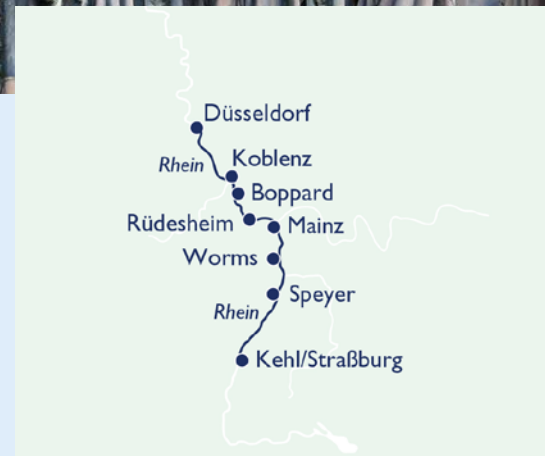 Düsseldorf
Rhein
Koblenz
Boppard
Rüdesheim
Mainz
Worms
Speyer
Rhein
Kehl/Straßburg